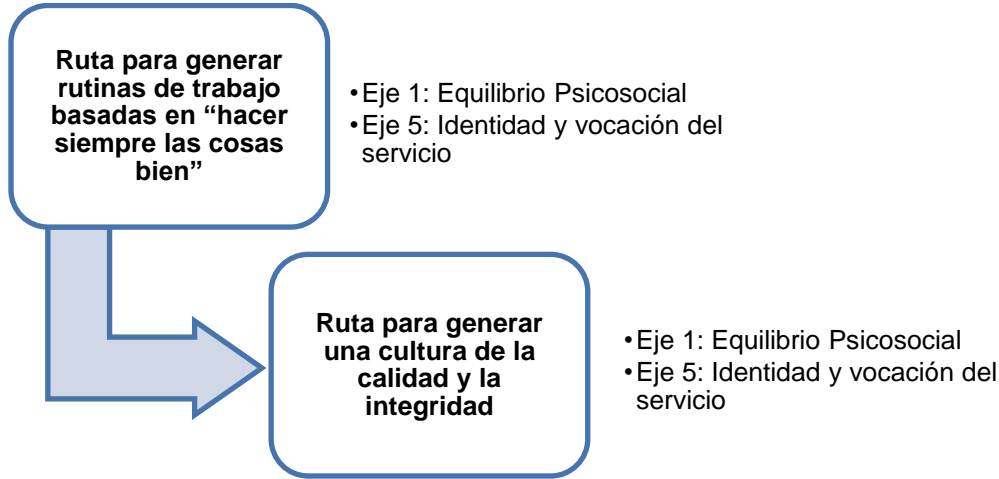 Ruta para generar
rutinas de trabajo
basadas en “hacer
siempre las cosas
bien”
•Eje 1: Equilibrio Psicosocial
•Eje 5: Identidad y vocación del
servicio
Ruta para generar
una cultura de la
calidad y la
integridad
•Eje 1: Equilibrio Psicosocial
•Eje 5: Identidad y vocación del
servicio